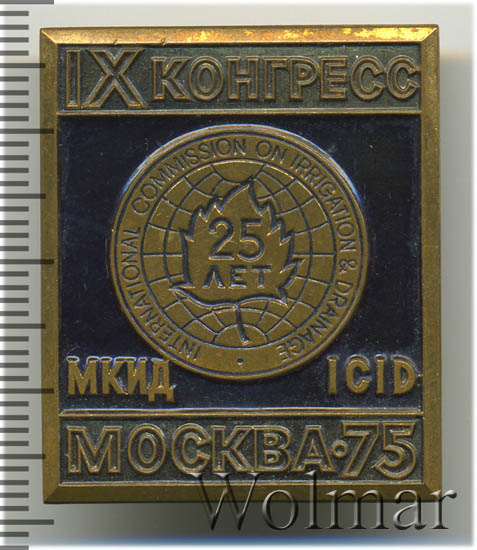 IX КОНГРЕСС
INTERNATIONAL COMMISSION ON IRRIGATION & DRAINAGE
25
ЛЕТ
МКИД ICID
МОСКВА·75
Wolmar